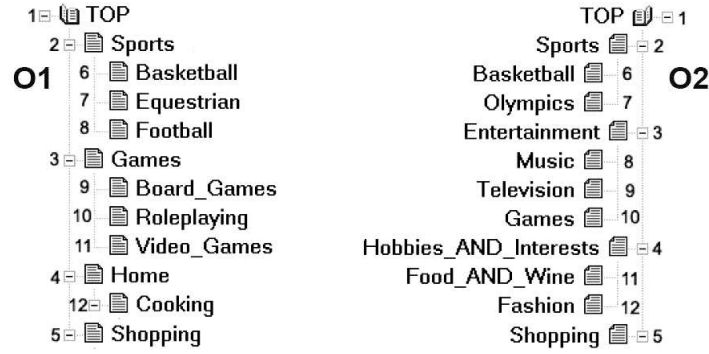 1 TOP TOP 1
2 Sports Sports 2
O1 6 Basketball Basketball 6 O2
7 Equestrian Olympics 7
8 Football Entertainment 3
3 Games Music 8
9 Board_Games Television 9
10 Roleplaying Games 10
11 Video_Games Hobbies_AND_Interests 4
4 Home Food_AND_Wine 11
12 Cooking Fashion 12
5 Shopping Shopping 5